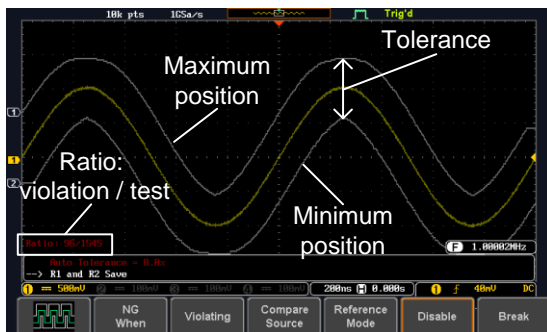 10k pts 1GSa/s Trig'd
Tolerance
Maximum
position
1
1
2
Ratio:
violation / test
Minimum
position
Ratio: 96/1545
F 1.00002MHz
Auto Tolerance = 0.0%
--> R1 and R2 Save
1 500mV 2 100mV 3 100mV 4 100mV 200ns H 0.000s 1 40mV DC
NG
When
Violating
Compare
Source
Reference
Mode
Disable
Break